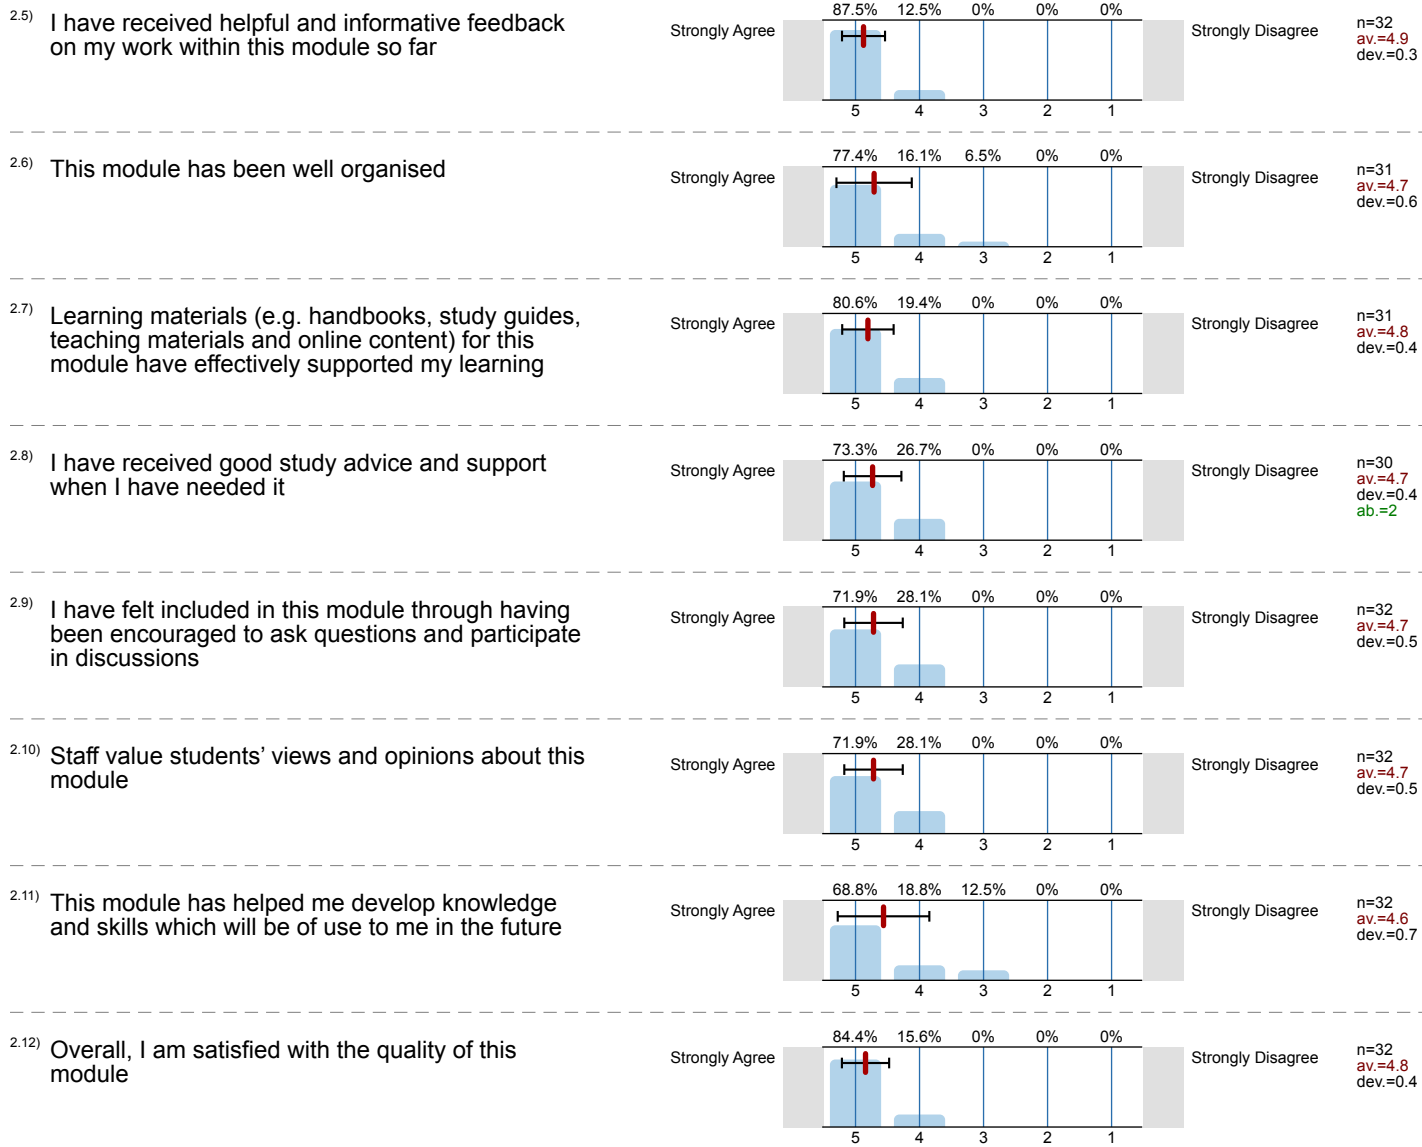 2.5) I have received helpful and informative feedback
on my work within this module so far
Strongly Agree
87.5% 12.5% 0% 0% 0%
5 4 3 2 1
Strongly Disagree
n=32
av.=4.9
dev.=0.3
2.6) This module has been well organised
Strongly Agree
77.4% 16.1% 6.5% 0% 0%
5 4 3 2 1
Strongly Disagree
n=31
av.=4.7
dev.=0.6
2.7) Learning materials (e.g. handbooks, study guides,
teaching materials and online content) for this
module have effectively supported my learning
Strongly Agree
80.6% 19.4% 0% 0% 0%
5 4 3 2 1
Strongly Disagree
n=31
av.=4.8
dev.=0.4
2.8) I have received good study advice and support
when I have needed it
Strongly Agree
73.3% 26.7% 0% 0% 0%
5 4 3 2 1
Strongly Disagree
n=30
av.=4.7
dev.=0.4
ab.=2
2.9) I have felt included in this module through having
been encouraged to ask questions and participate
in discussions
Strongly Agree
71.9% 28.1% 0% 0% 0%
5 4 3 2 1
Strongly Disagree
n=32
av.=4.7
dev.=0.5
2.10) Staff value students’ views and opinions about this
module
Strongly Agree
71.9% 28.1% 0% 0% 0%
5 4 3 2 1
Strongly Disagree
n=32
av.=4.7
dev.=0.5
2.11) This module has helped me develop knowledge
and skills which will be of use to me in the future
Strongly Agree
68.8% 18.8% 12.5% 0% 0%
5 4 3 2 1
Strongly Disagree
n=32
av.=4.6
dev.=0.7
2.12) Overall, I am satisfied with the quality of this
module
Strongly Agree
84.4% 15.6% 0% 0% 0%
5 4 3 2 1
Strongly Disagree
n=32
av.=4.8
dev.=0.4